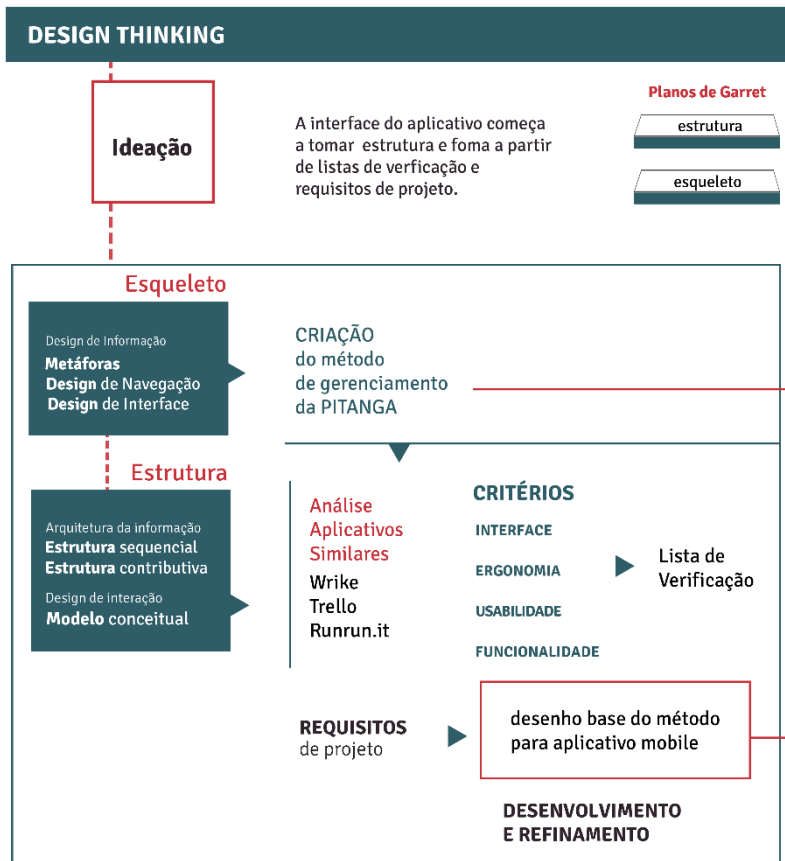 DESIGN THINKING
Ideação
A interface do aplicativo começa
a tomar estrutura e foma a partir
de listas de verficação e
requisitos de projeto.
Planos de Garret
estrutura
esqueleto
Esqueleto
Design de Informação
Metáforas
Design de Navegação
Design de Interface
CRIAÇÃO
do método
de gerenciamento
da PITANGA
Estrutura
Arquitetura da informação
Estrutura sequencial
Estrutura contributiva
Design de interação
Modelo conceitual
Análise
Aplicativos
Similares
Wrike
Trello
Runrun.it
CRITÉRIOS
INTERFACE
ERGONOMIA
USABILIDADE
FUNCIONALIDADE
Lista de
Verificação
REQUISITOS
de projeto
desenho base do método
para aplicativo mobile
DESENVOLVIMENTO
E REFINAMENTO